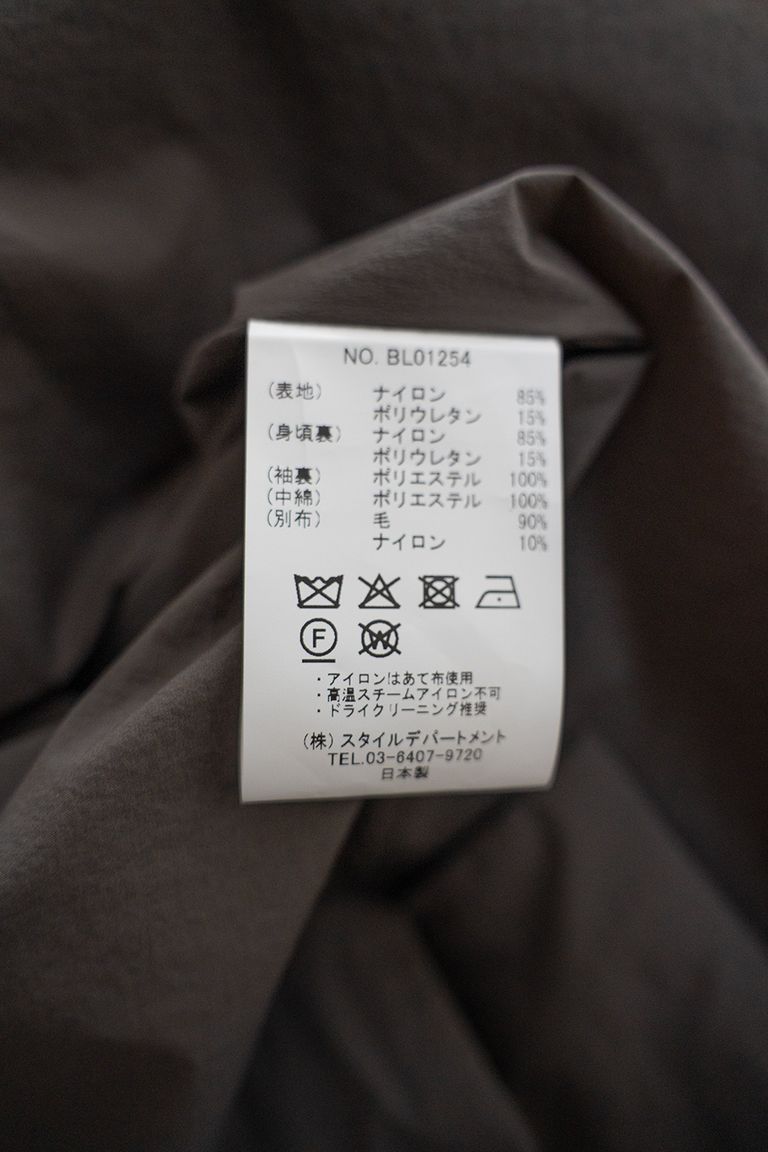 NO. BL01254
(表地) ナイロン 85%
ポリウレタン 15%
(身頃裏) ナイロン 85%
ポリウレタン 15%
(袖裏) ポリエステル 100%
(中綿) ポリエステル 100%
(別布) 毛 90%
ナイロン 10%
F W
・アイロンはあて布使用
・高温スチームアイロン不可
・ドライクリーニング推奨
(株)スタイルデパートメント
TEL.03-6407-9720
日本製